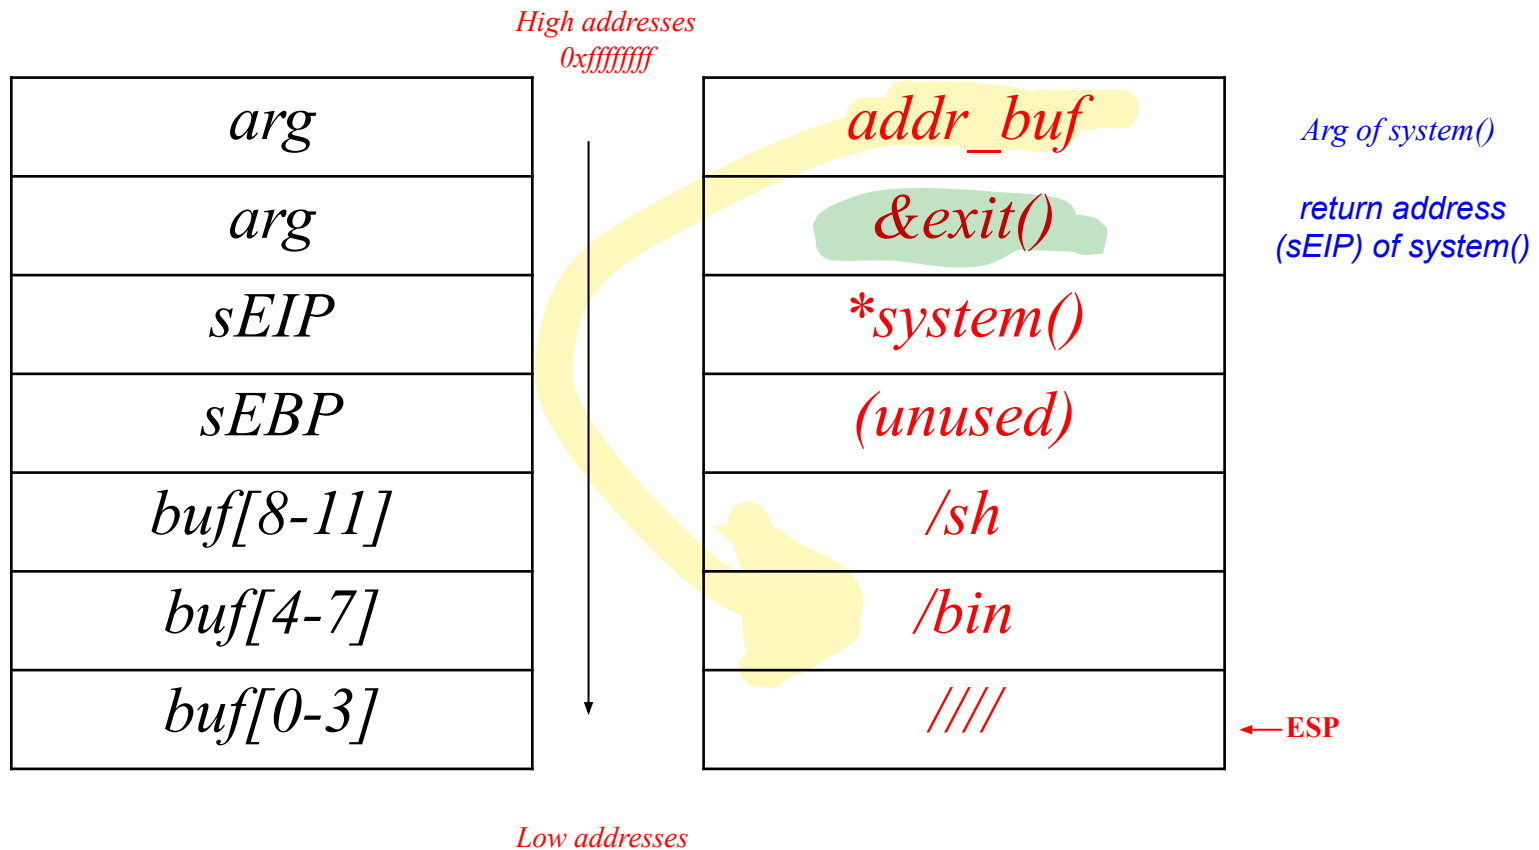 High addresses
0xffffffff
arg
addr_buf
Arg of system()
arg
&exit()
return address
(sEIP) of system()
sEIP
*system()
sEBP
(unused)
buf[8-11]
/sh
buf[4-7]
/bin
buf[0-3]
////
ESP
Low addresses